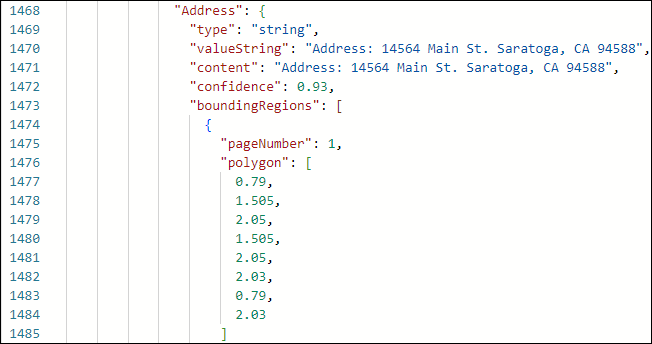 1468 "Address": {
1469 "type": "string",
1470 "valueString": "Address: 14564 Main St. Saratoga, CA 94588",
1471 "content": "Address: 14564 Main St. Saratoga, CA 94588",
1472 "confidence": 0.93,
1473 "boundingRegions": [
1474 {
1475 "pageNumber": 1,
1476 "polygon": [
1477 0.79,
1478 1.505,
1479 2.05,
1480 1.505,
1481 2.05,
1482 2.03,
1483 0.79,
1484 2.03
1485 ]